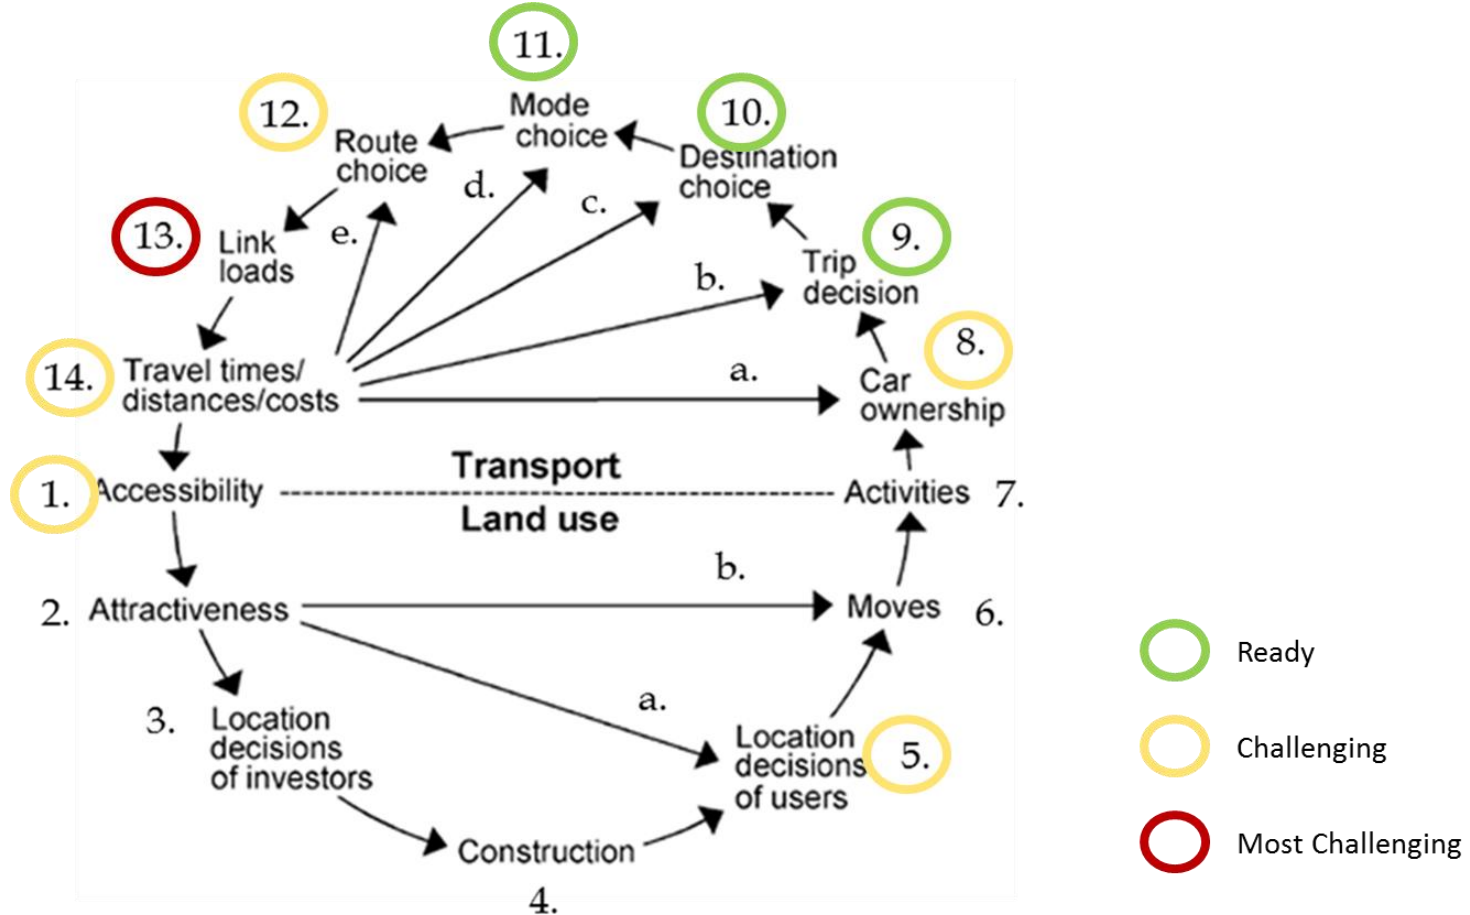 11.
Mode
choice
12.
Route
choice
10.
Destination
choice
d.
c.
e.
13.
Link
loads
9.
Trip
decision
b.
8.
Car
ownership
14.
Travel times/
distances/costs
a.
Transport
1.
Accessibility
Activities
7.
Land use
b.
2.
Attractiveness
Moves
6.
a.
3.
Location
decisions
of investors
Location
decisions
of users
5.
Construction
4.
Ready
Challenging
Most Challenging